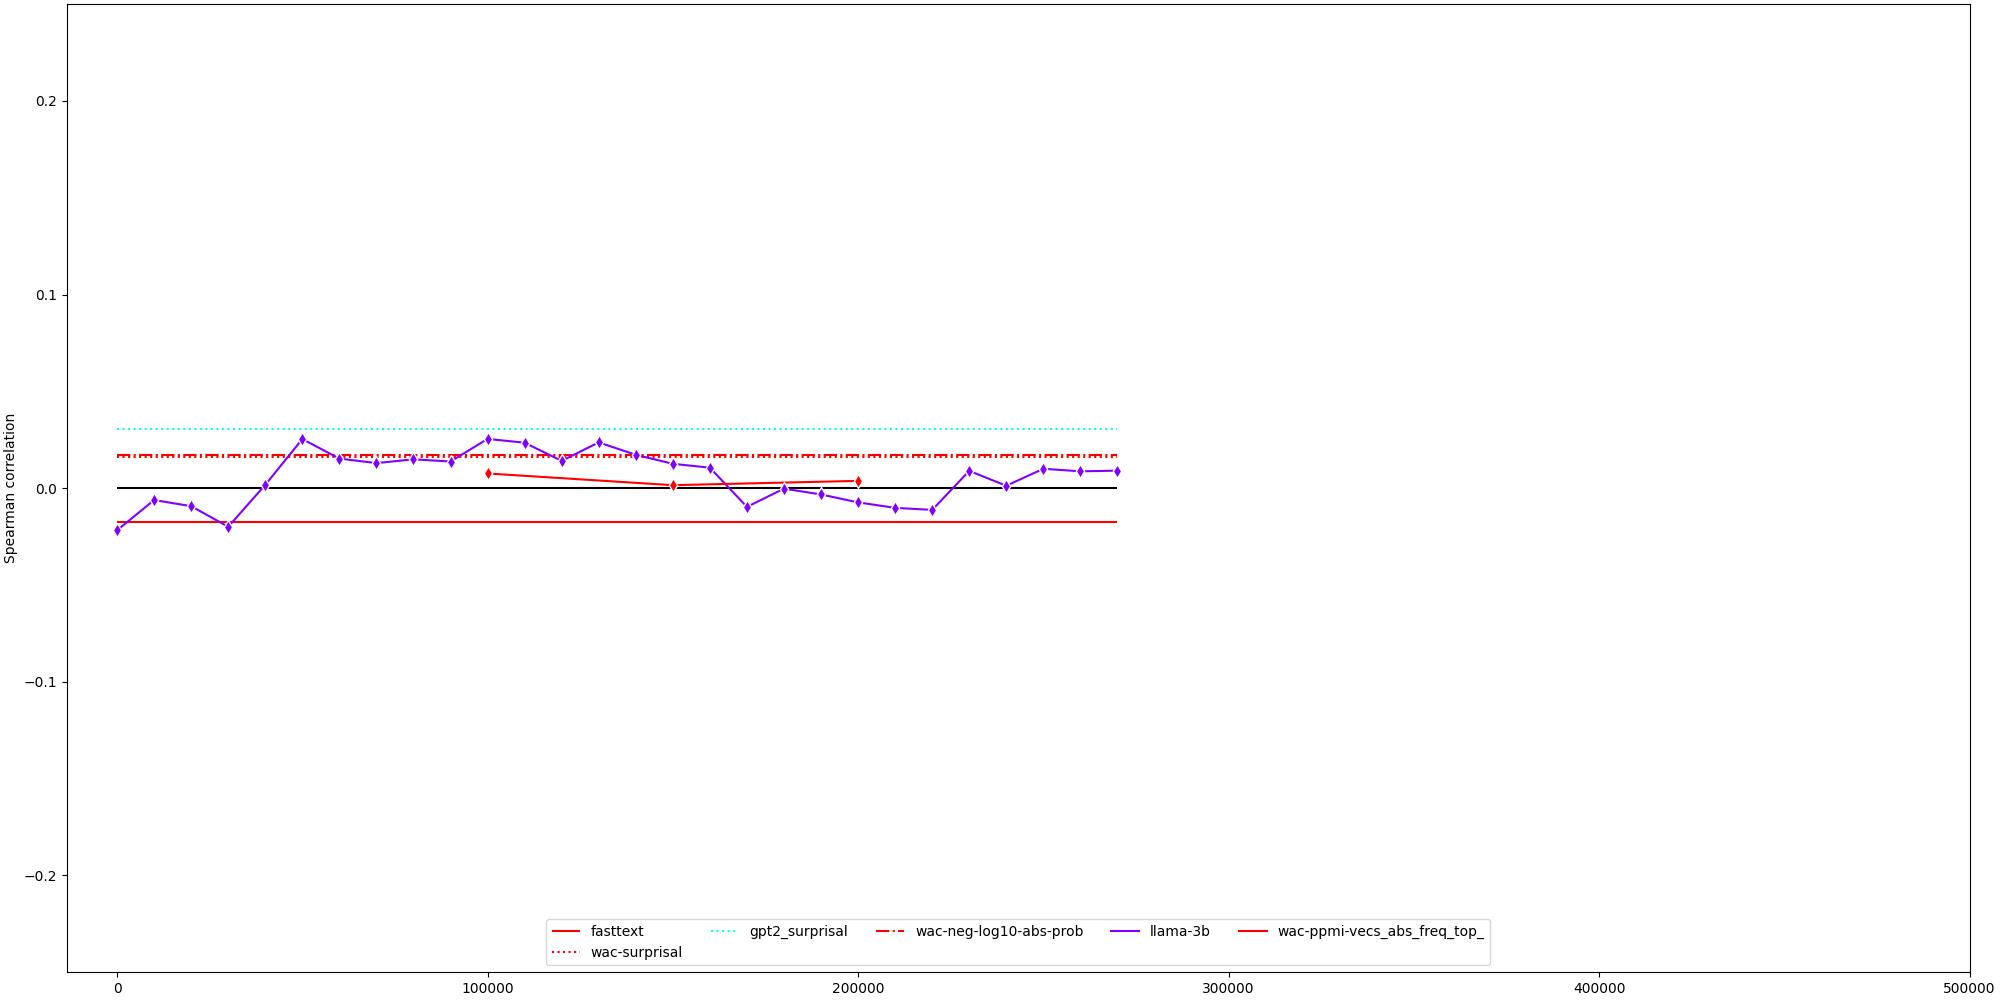 Spearman correlation
0.2
0.1
0.0
−0.1
−0.2
fasttext
wac-surprisal
gpt2_surprisal
wac-neg-log10-abs-prob
llama-3b
wac-ppmi-vecs_abs_freq_top_
0
100000
200000
300000
400000
500000